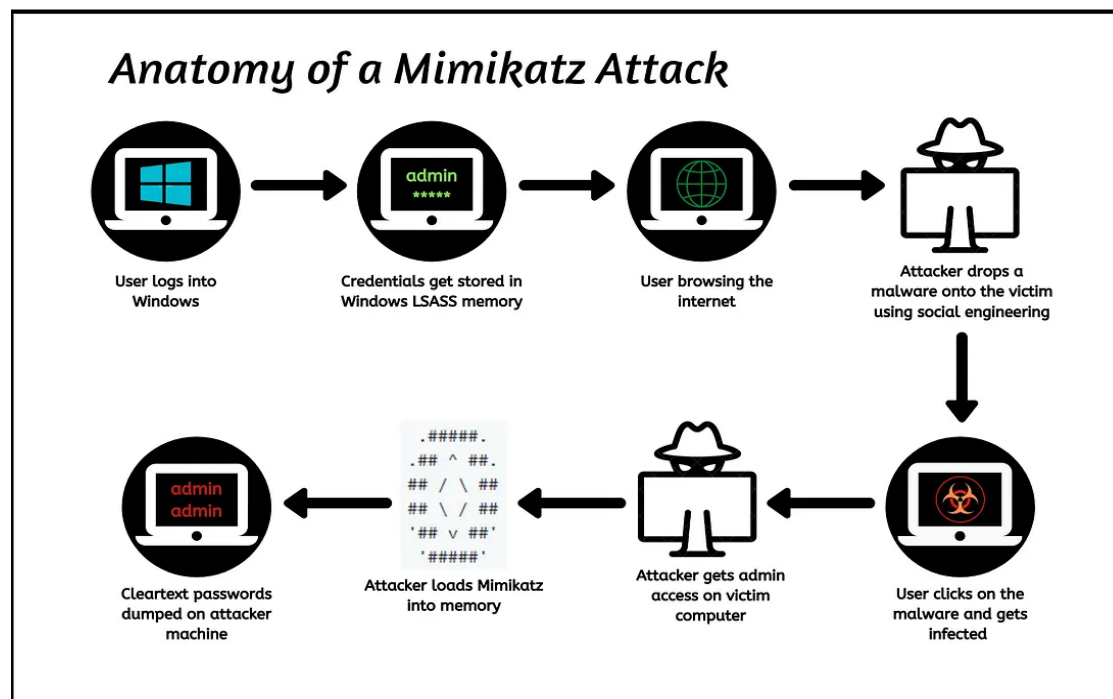 Anatomy of a Mimikatz Attack
admin
*****
User logs into
Windows
Credentials get stored in
Windows LSASS memory
User browsing the
internet
Attacker drops a
malware onto the victim
using social engineering
admin
admin
.#####.
.## ^ ##.
## / \ ##
## \ / ##
'## v ##'
'#####'
Cleartext passwords
dumped on attacker
machine
Attacker loads Mimikatz
into memory
Attacker gets admin
access on victim
computer
User clicks on the
malware and gets
infected